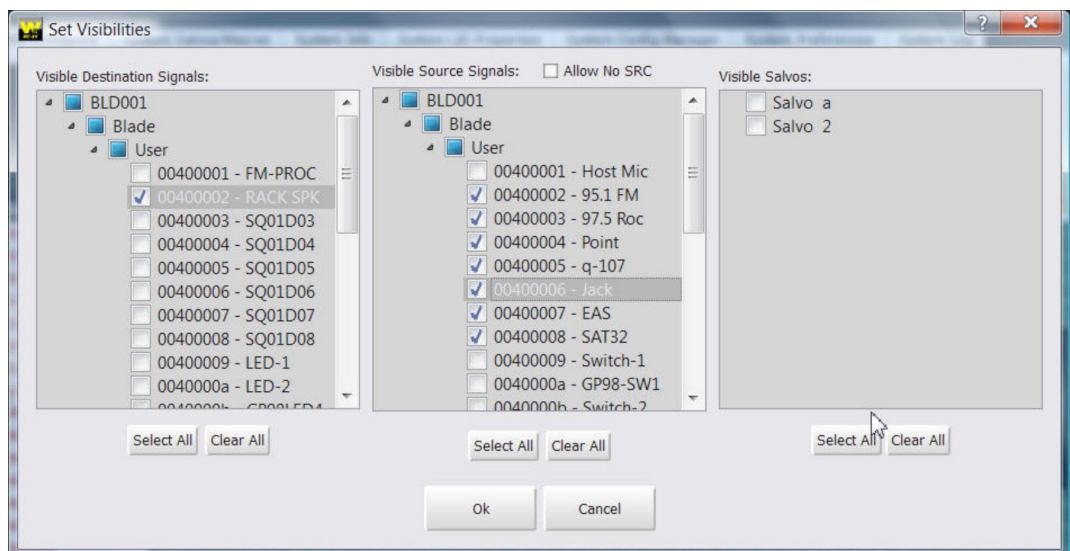 Set Visibilities
Visible Destination Signals:
BLD001
Blade
User
00400001 - FM-PROC
00400002 - RACK SPK
00400003 - SQ01D03
00400004 - SQ01D04
00400005 - SQ01D05
00400006 - SQ01D06
00400007 - SQ01D07
00400008 - SQ01D08
00400009 - LED-1
0040000a - LED-2
Select All Clear All
Visible Source Signals: Allow No SRC
BLD001
Blade
User
00400001 - Host Mic
00400002 - 95.1 FM
00400003 - 97.5 Roc
00400004 - Point
00400005 - q-107
00400006 - Jack
00400007 - EAS
00400008 - SAT32
00400009 - Switch-1
0040000a - GP98-SW1
0040000b - Switch-2
Select All Clear All
Visible Salvos:
Salvo a
Salvo 2
Select All Clear All
Ok Cancel